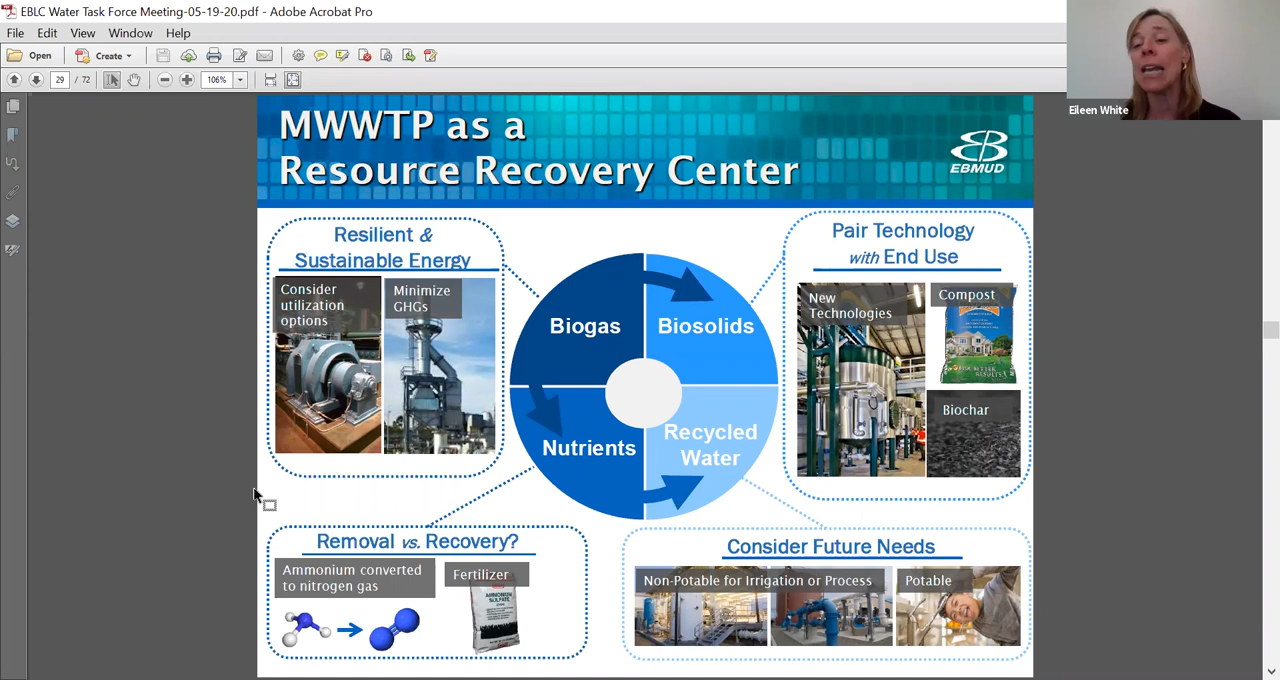 EBLC Water Task Force Meeting-05-19-20.pdf - Adobe Acrobat Pro
File Edit View Window Help
Open Create
29 / 72 106%
Eileen White
MWWTP as a
Resource Recovery Center
EBMUD
Resilient &
Sustainable Energy
Consider
utilization
options
Minimize
GHGs
Pair Technology
with End Use
New
Technologies
Compost
Biochar
Biogas
Biosolids
Nutrients
Recycled
Water
Removal vs. Recovery?
Ammonium converted
to nitrogen gas
Fertilizer
AMMONIUM
SULFATE
Consider Future Needs
Non-Potable for Irrigation or Process
Potable